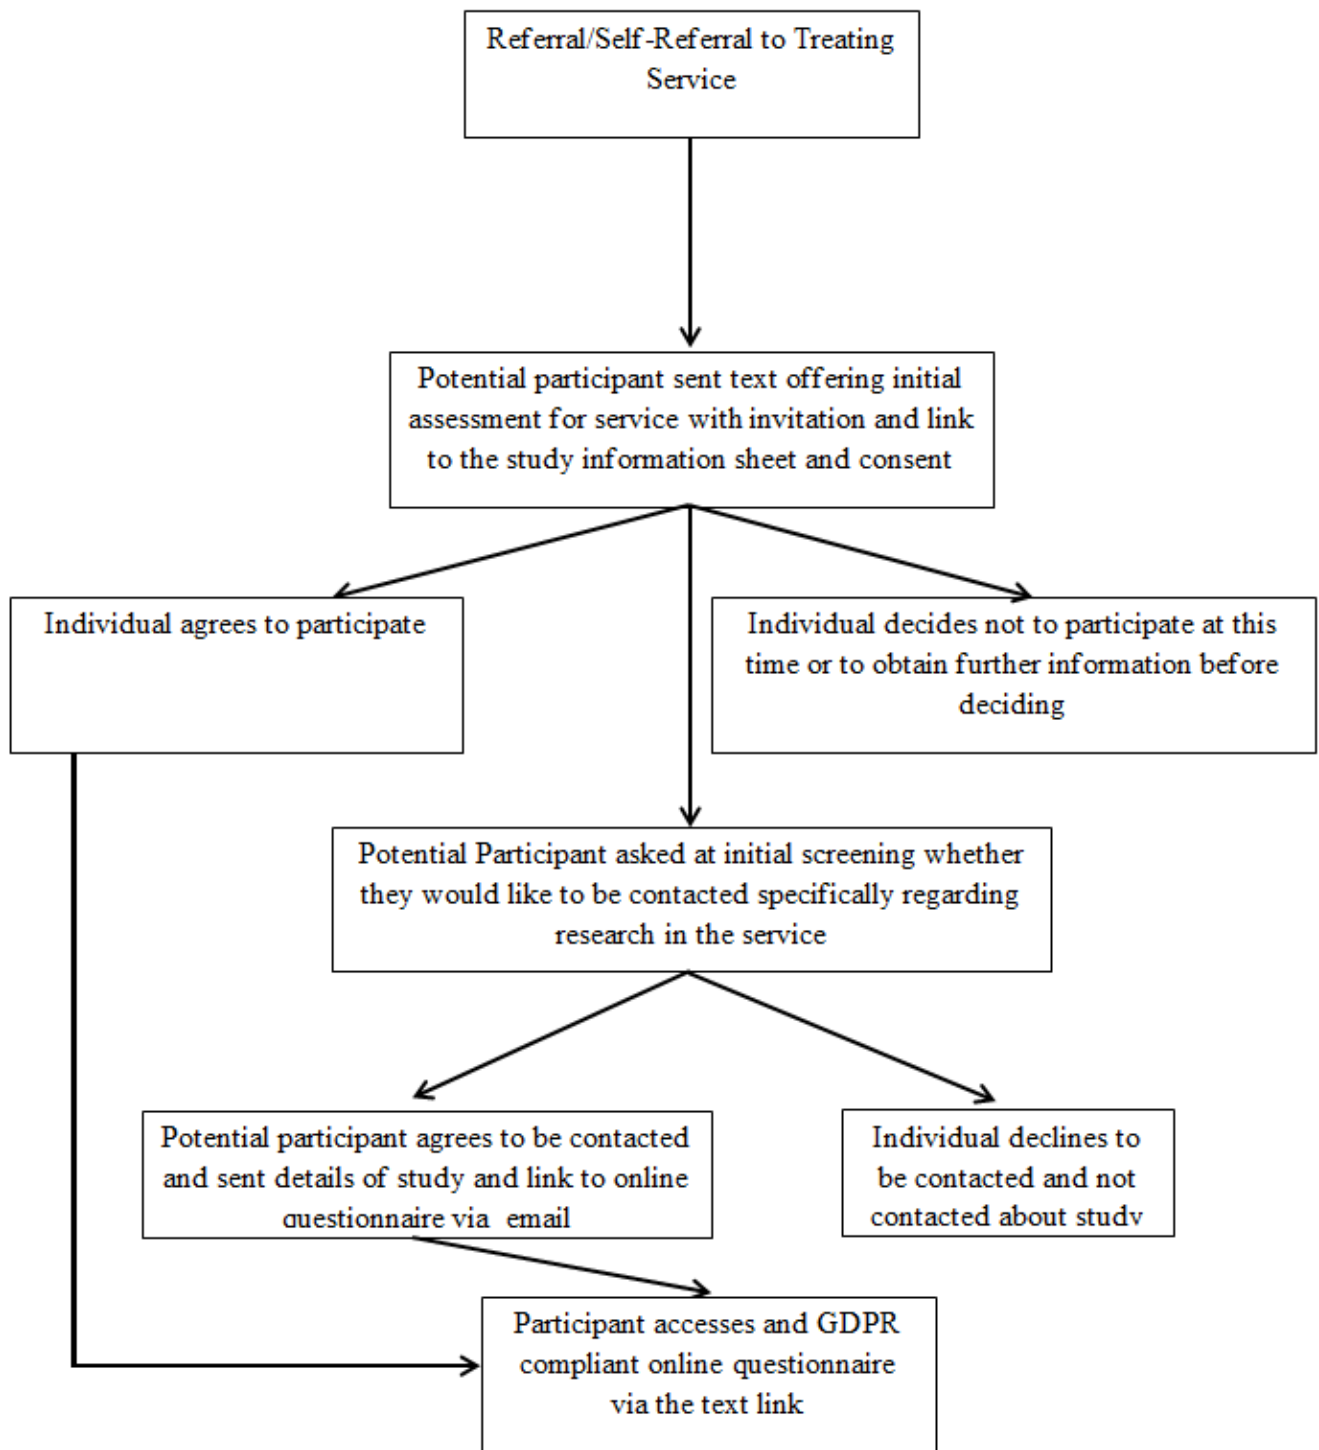 Referral/Self-Referral to Treating
Service
Potential participant sent text offering initial
assessment for service with invitation and link
to the study information sheet and consent
Individual agrees to participate
Individual decides not to participate at this
time or to obtain further information before
deciding
Potential Participant asked at initial screening whether
they would like to be contacted specifically regarding
research in the service
Potential participant agrees to be contacted
and sent details of study and link to online
questionnaire via email
Individual declines to
be contacted and not
contacted about study
Participant accesses and GDPR
compliant online questionnaire
via the text link